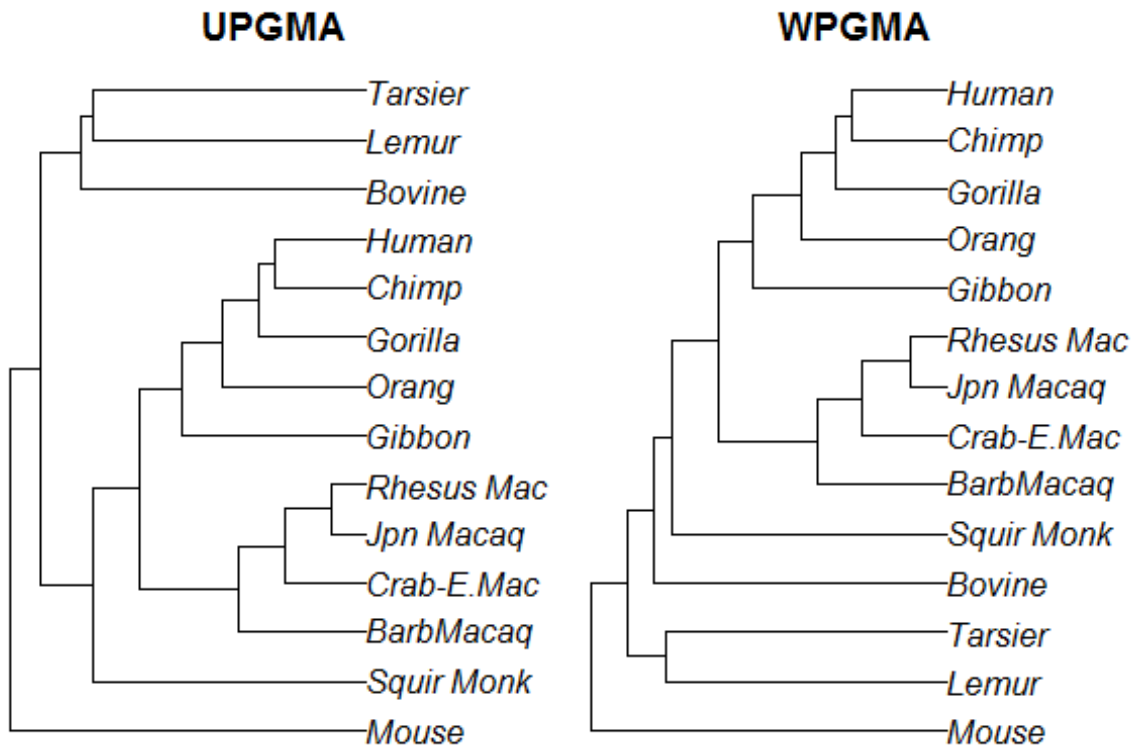 UPGMA
Tarsier
Lemur
Bovine
Human
Chimp
Gorilla
Orang
Gibbon
Rhesus Mac
Jpn Macaq
Crab-E.Mac
BarbMacaq
Squir Monk
Mouse
WPGMA
Human
Chimp
Gorilla
Orang
Gibbon
Rhesus Mac
Jpn Macaq
Crab-E.Mac
BarbMacaq
Squir Monk
Bovine
Tarsier
Lemur
Mouse